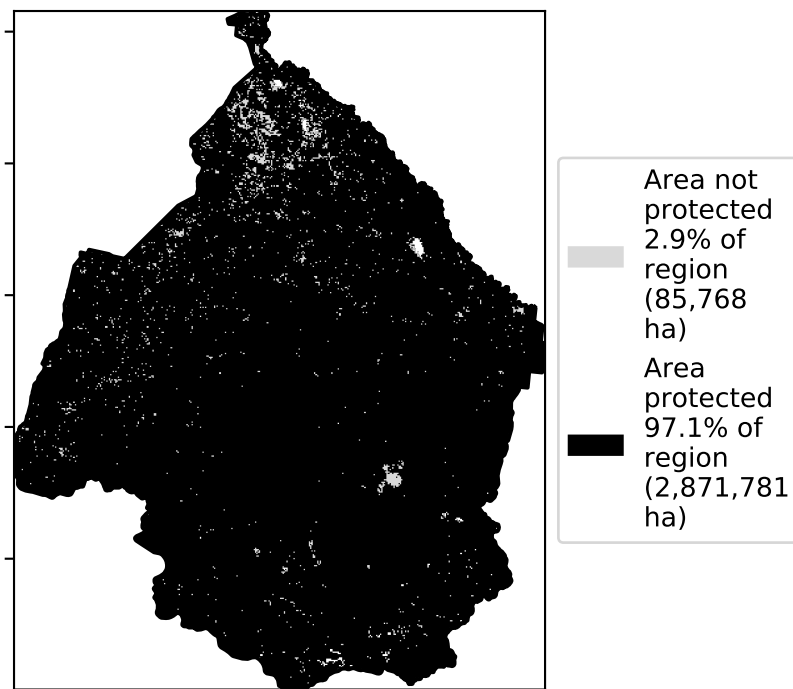 Area not
protected
2.9% of
region
(85,768
ha)
Area
protected
97.1% of
region
(2,871,781
ha)